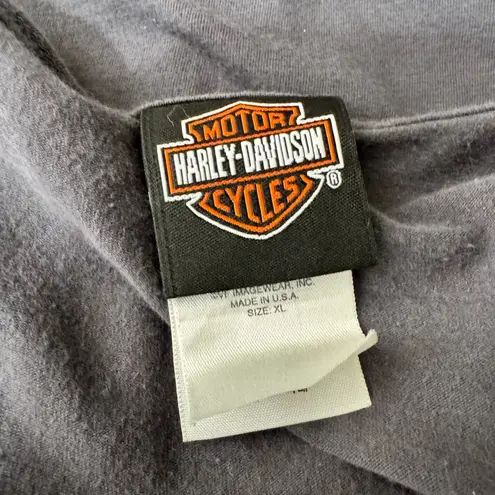 MOTOR
HARLEY-DAVIDSON
CYCLES
®
IMAGEWEAR, INC.
MADE IN U.S.A.
SIZE: XL